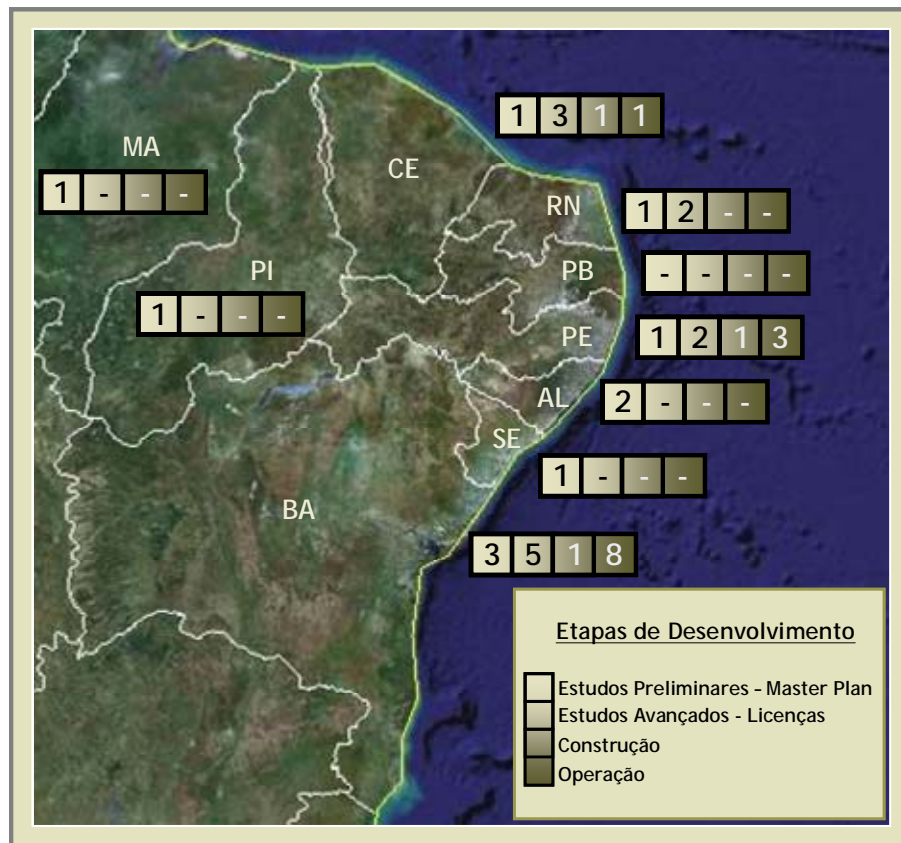 1 3 1 1
MA
CE
1 - - -
RN
1 2 - -
PI
PB
- - - -
1 - - -
PE
1 2 1 3
AL
2 - - -
SE
1 - - -
BA
3 5 1 8
Etapas de Desenvolvimento
Estudos Preliminares - Master Plan
Estudos Avançados - Licenças
Construção
Operação